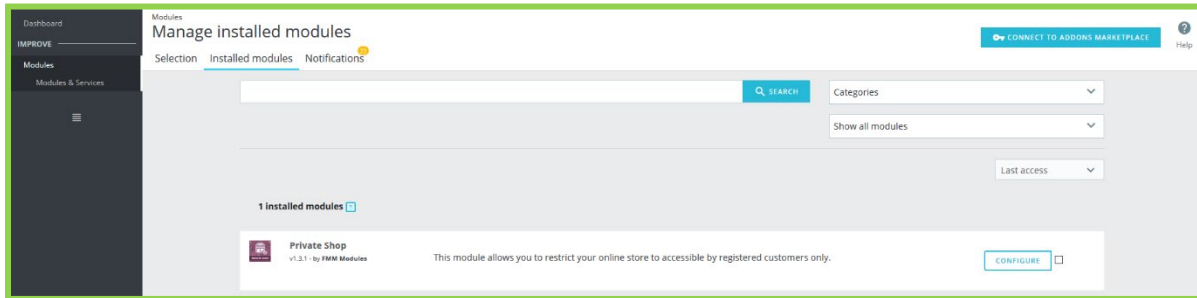 Dashboard
IMPROVE
Modules
Modules & Services
Modules
Manage installed modules
CONNECT TO ADDONS MARKETPLACE
Help
Selection Installed modules Notifications
SEARCH
Categories
Show all modules
Last access
1 installed modules
Private Shop
v1.3.1 - by FMM Modules
This module allows you to restrict your online store to accessible by registered customers only.
CONFIGURE